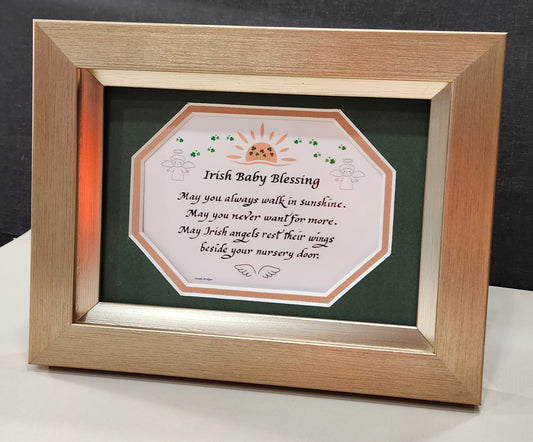 Irish Baby Blessing
May you always walk in sunshine.
May you never want for more.
May Irish angels rest their wings
beside your nursery door.